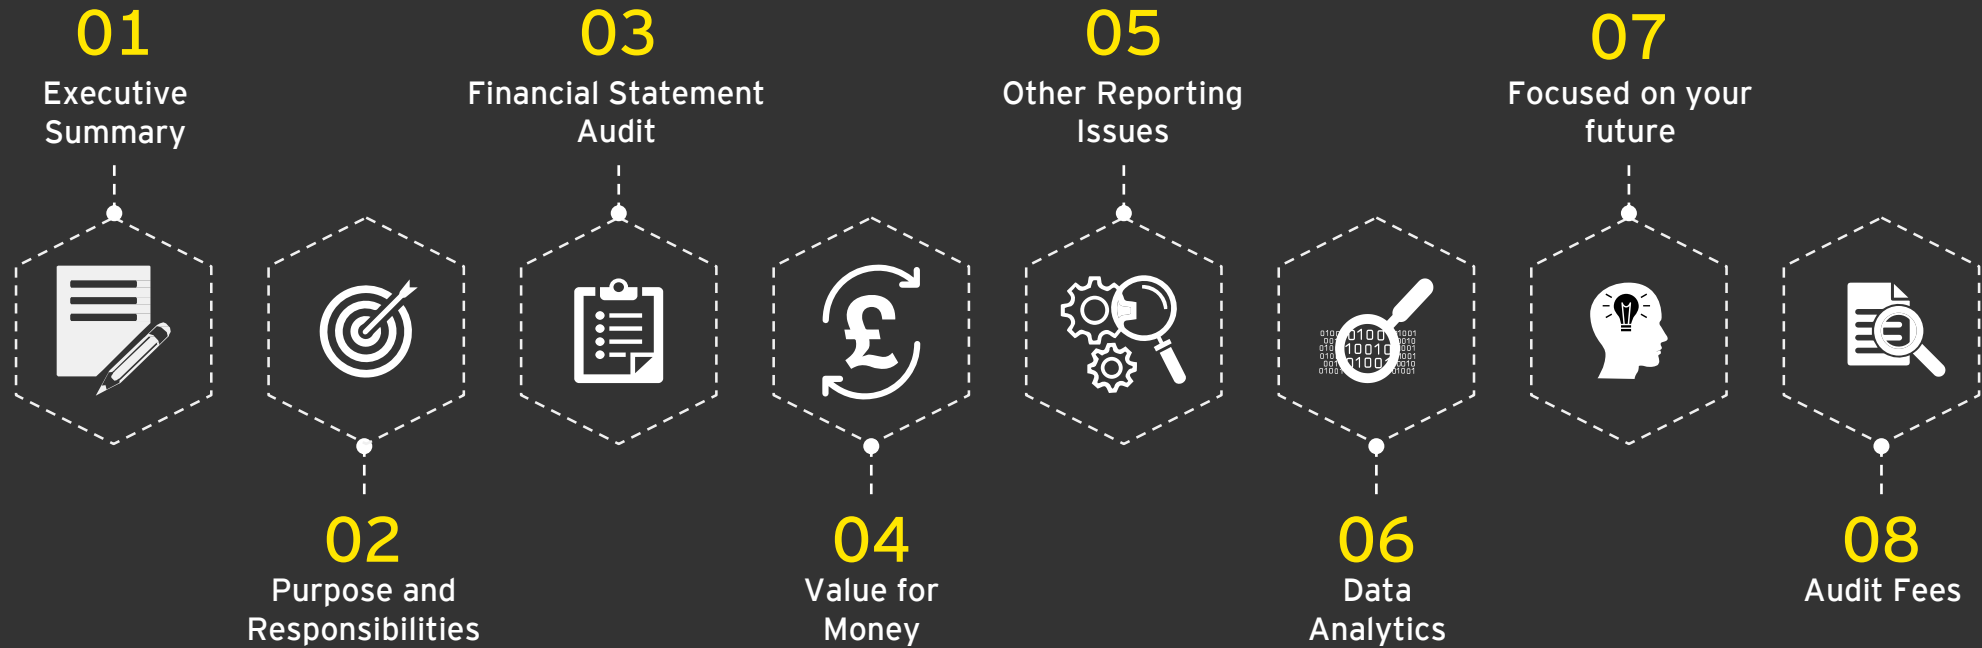 01
Executive
Summary
02
Purpose and
Responsibilities
03
Financial Statement
Audit
04
Value for
Money
05
Other Reporting
Issues
06
Data
Analytics
07
Focused on your
future
08
Audit Fees
£